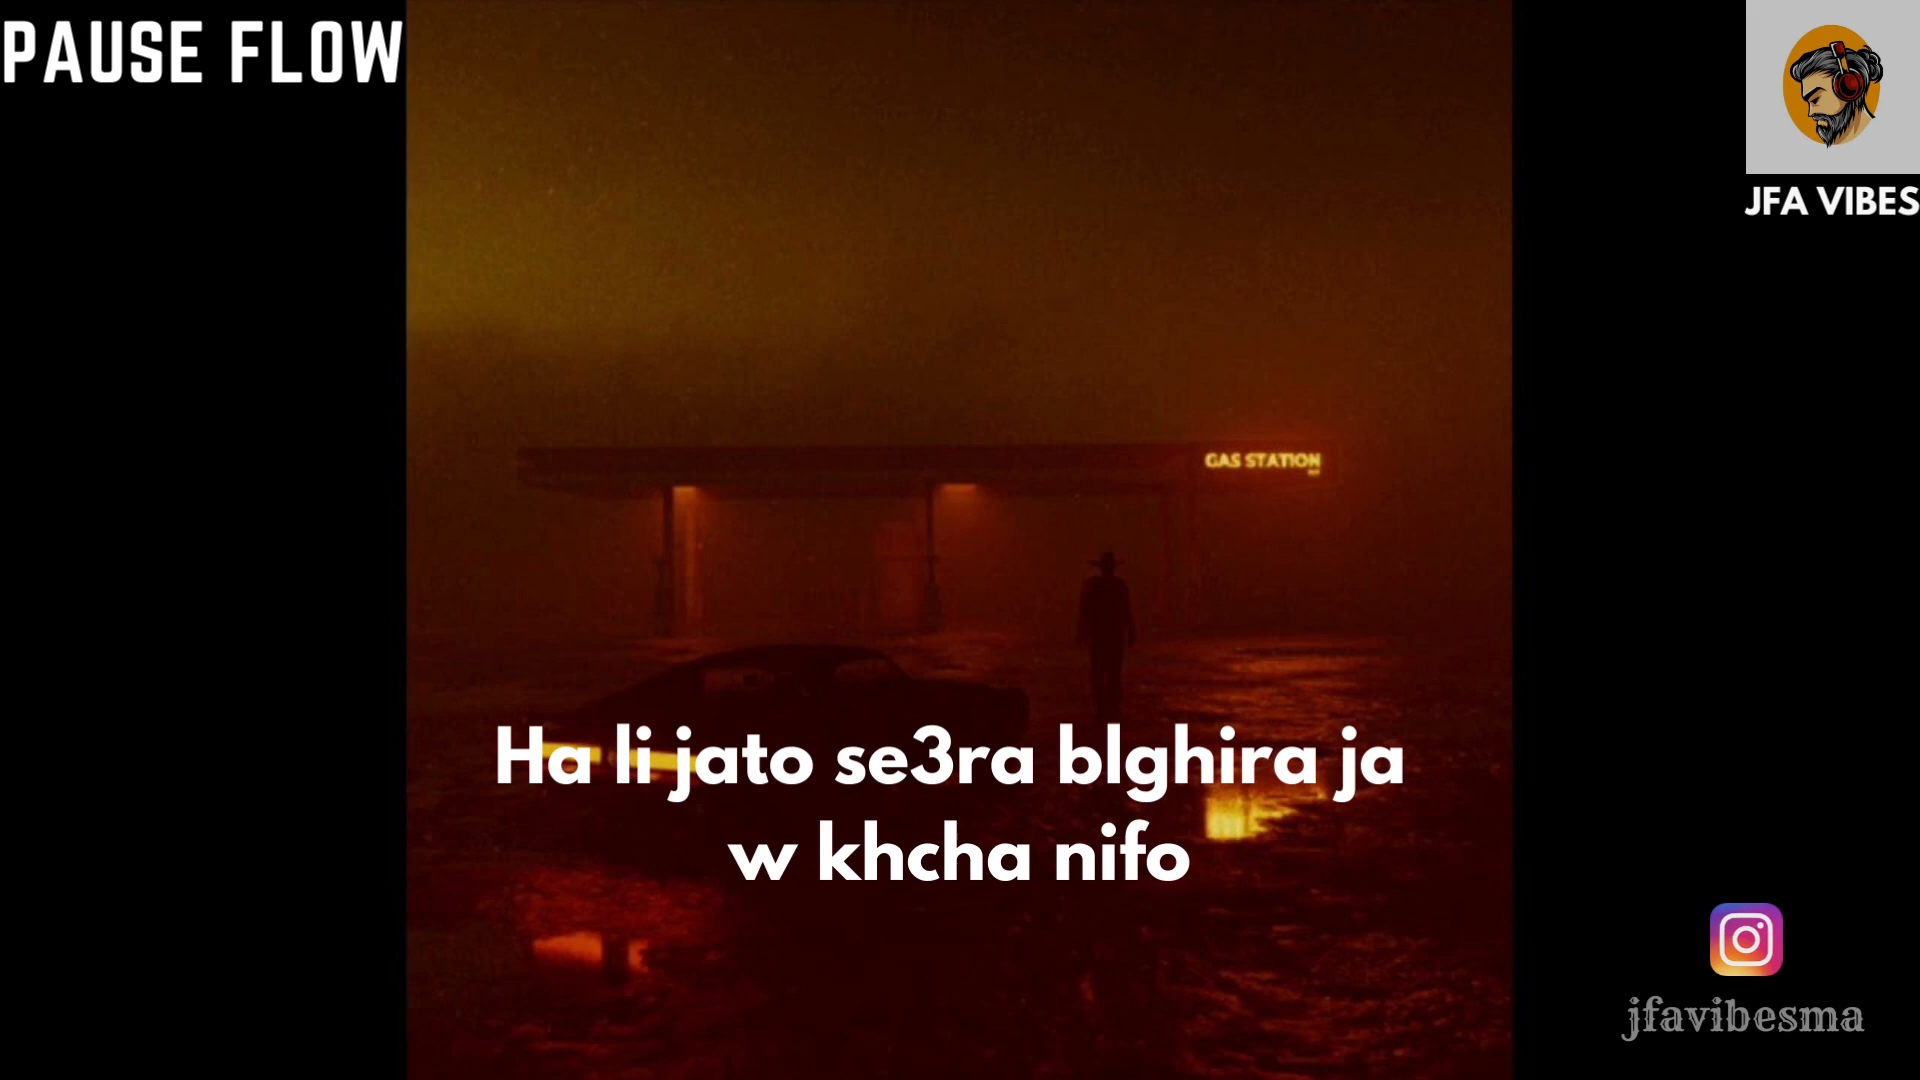 PAUSE FLOW
JFA VIBES
GAS STATION
Ha li jato se3ra blghira ja
w khcha nifo
jfavibesma